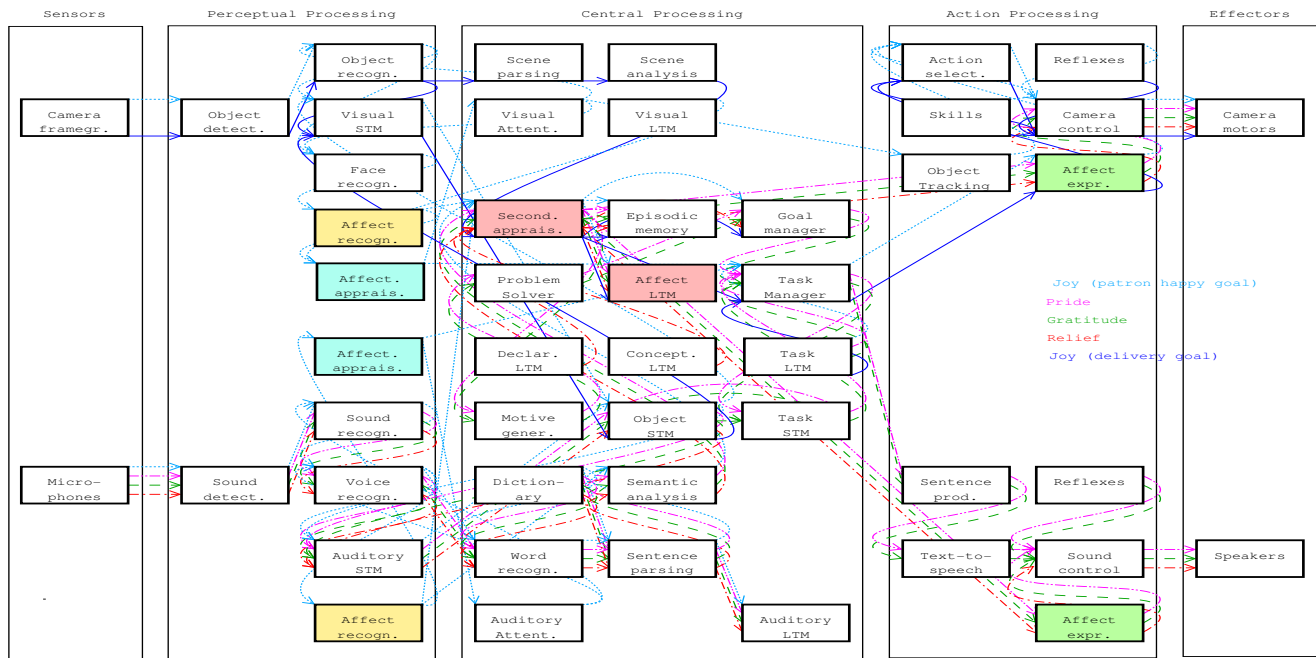 Sensors
Perceptual Processing
Central Processing
Action Processing
Effectors
Object
recogn.
Scene
parsing
Scene
analysis
Action
select.
Reflexes
Camera
framegr.
Object
detect.
Visual
STM
Visual
Attent.
Visual
LTM
Skills
Camera
control
Camera
motors
Face
recogn.
Object
Tracking
Affect
expr.
Affect
recogn.
Second.
apprais.
Episodic
memory
Goal
manager
Affect.
apprais.
Problem
Solver
Affect
LTM
Task
Manager
Joy (patron happy goal)
Pride
Gratitude
Relief
Joy (delivery goal)
Affect.
apprais.
Declar.
LTM
Concept.
LTM
Task
LTM
Sound
recogn.
Motive
gener.
Object
STM
Task
STM
Micro-
phones
Sound
detect.
Voice
recogn.
Diction-
ary
Semantic
analysis
Sentence
prod.
Reflexes
Auditory
STM
Word
recogn.
Sentence
parsing
Text-to-
speech
Sound
control
Speakers
Affect
recogn.
Auditory
Attent.
Auditory
LTM
Affect
expr.